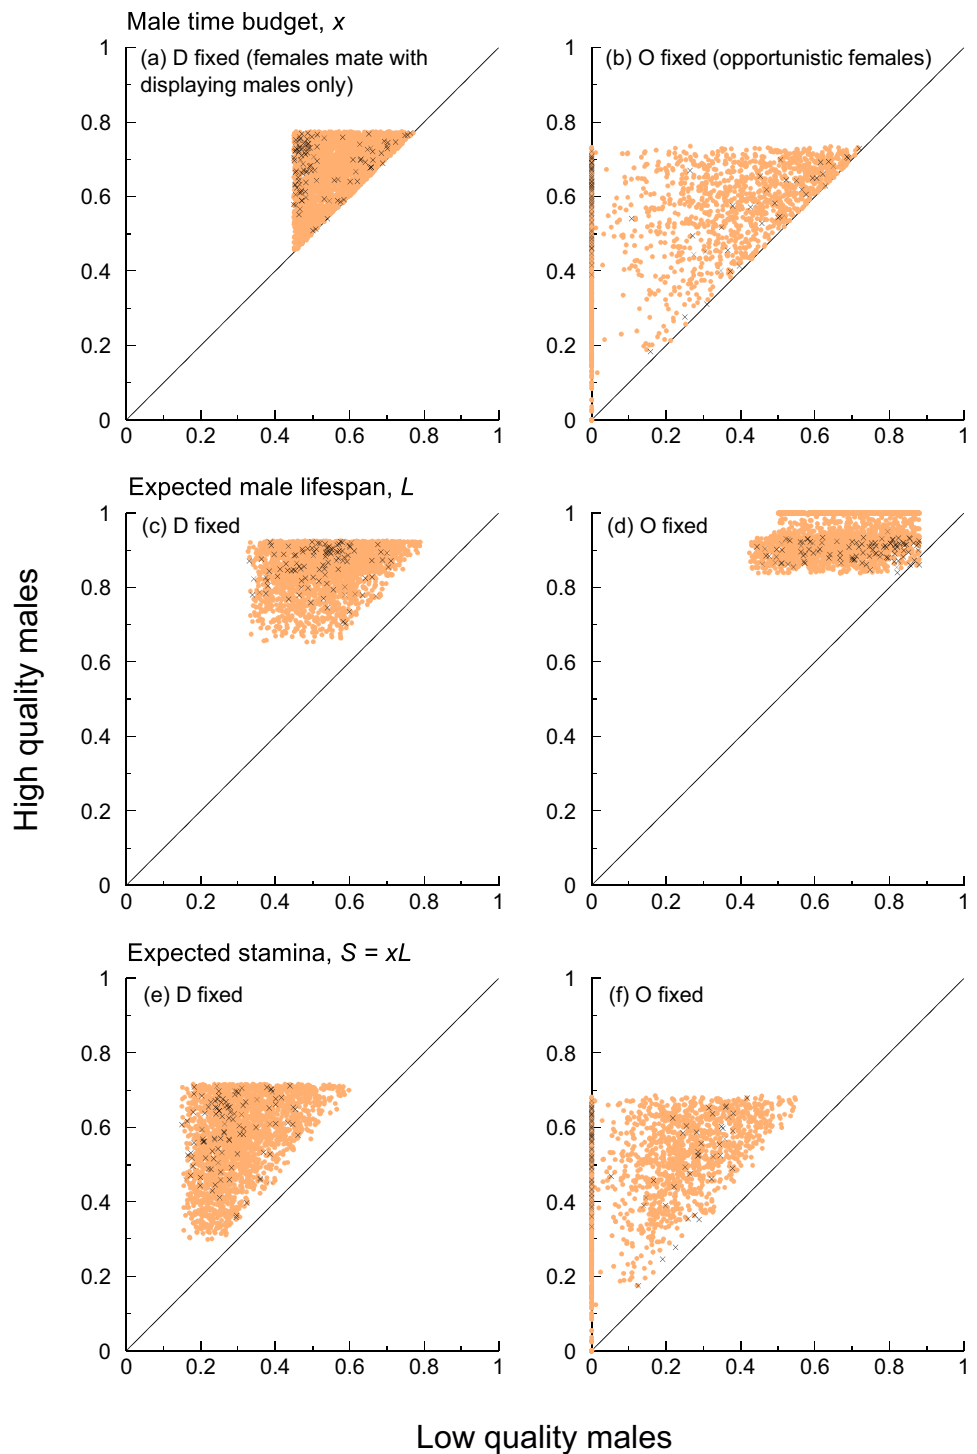 Male time budget, x
(a) D fixed (females mate with
displaying males only)
1
0.8
0.6
0.4
0.2
0
0 0.2 0.4 0.6 0.8 1
(b) O fixed (opportunistic females)
1
0.8
0.6
0.4
0.2
0
0 0.2 0.4 0.6 0.8 1
Expected male lifespan, L
(c) D fixed
1
0.8
0.6
0.4
0.2
0
0 0.2 0.4 0.6 0.8 1
(d) O fixed
1
0.8
0.6
0.4
0.2
0
0 0.2 0.4 0.6 0.8 1
High quality males
Expected stamina, S = xL
(e) D fixed
1
0.8
0.6
0.4
0.2
0
0 0.2 0.4 0.6 0.8 1
(f) O fixed
1
0.8
0.6
0.4
0.2
0
0 0.2 0.4 0.6 0.8 1
Low quality males